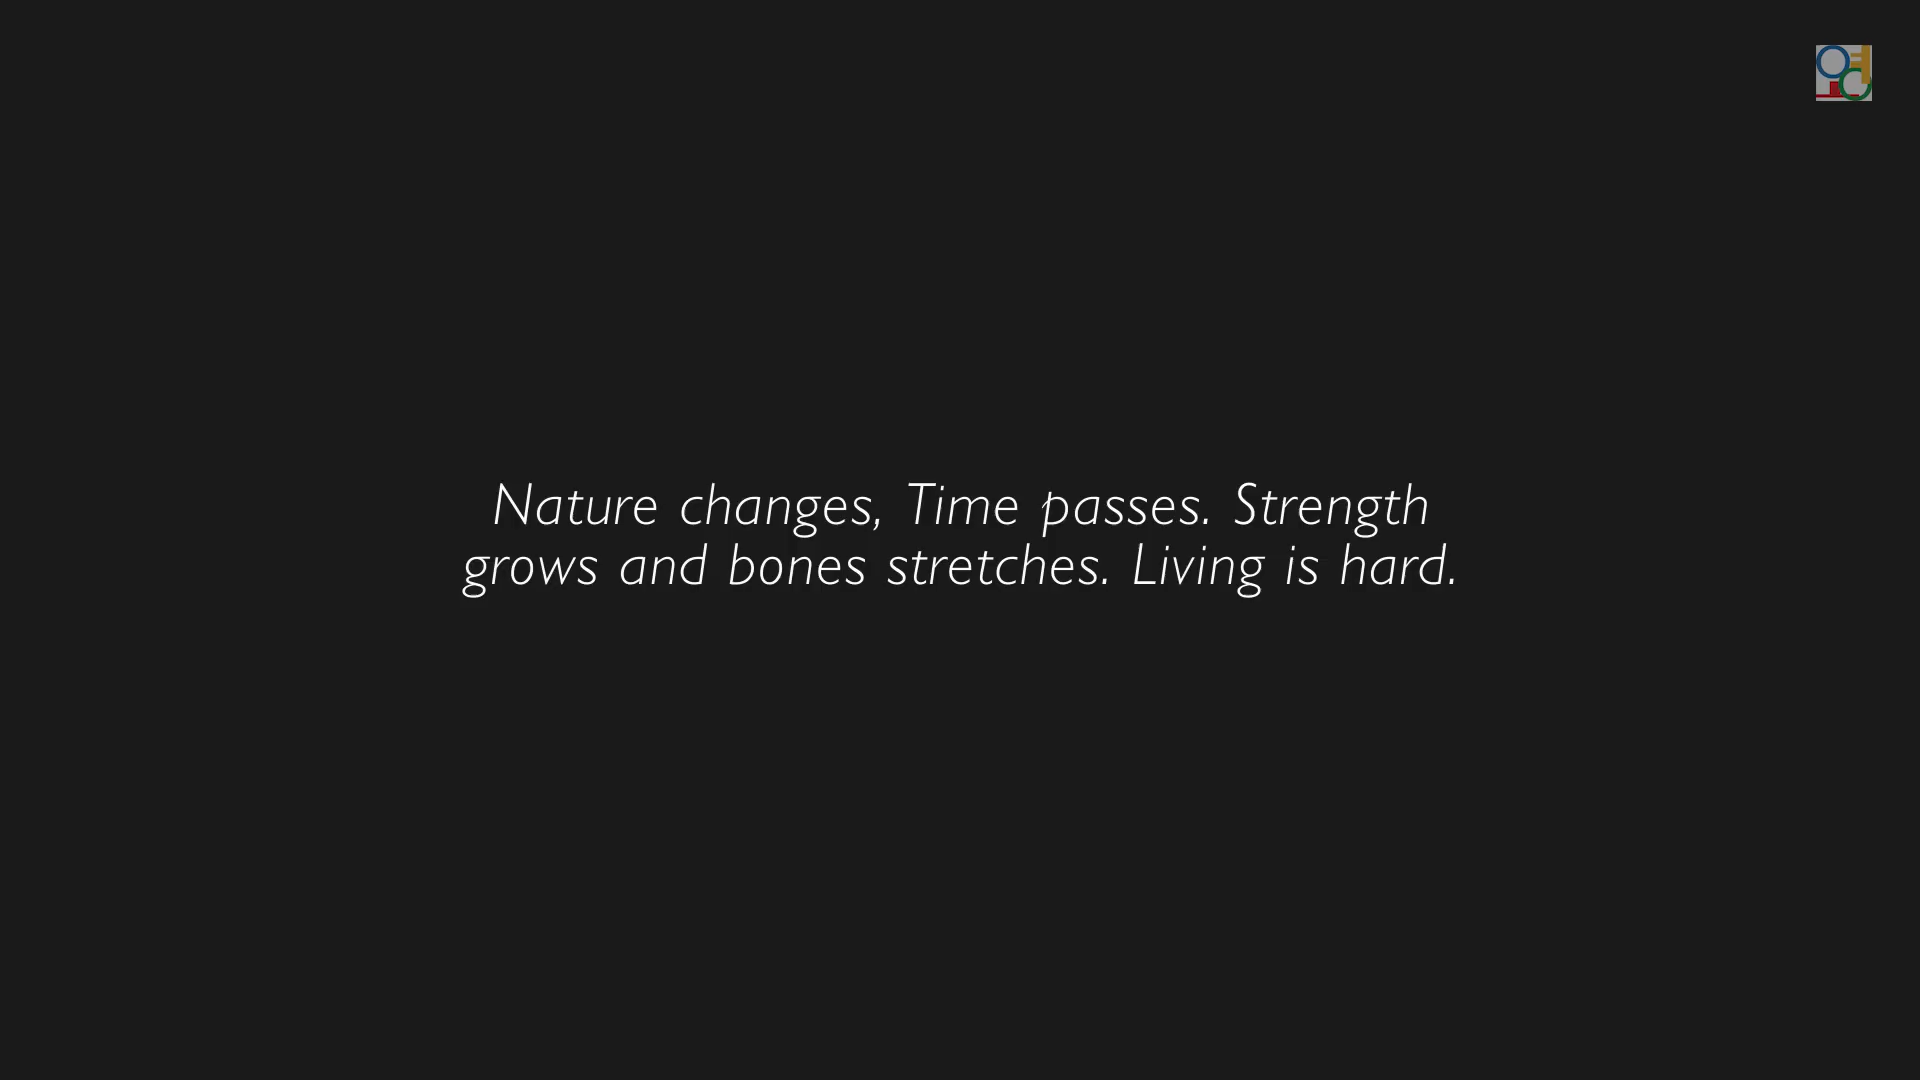 Nature changes, Time passes. Strength
grows and bones stretches. Living is hard.